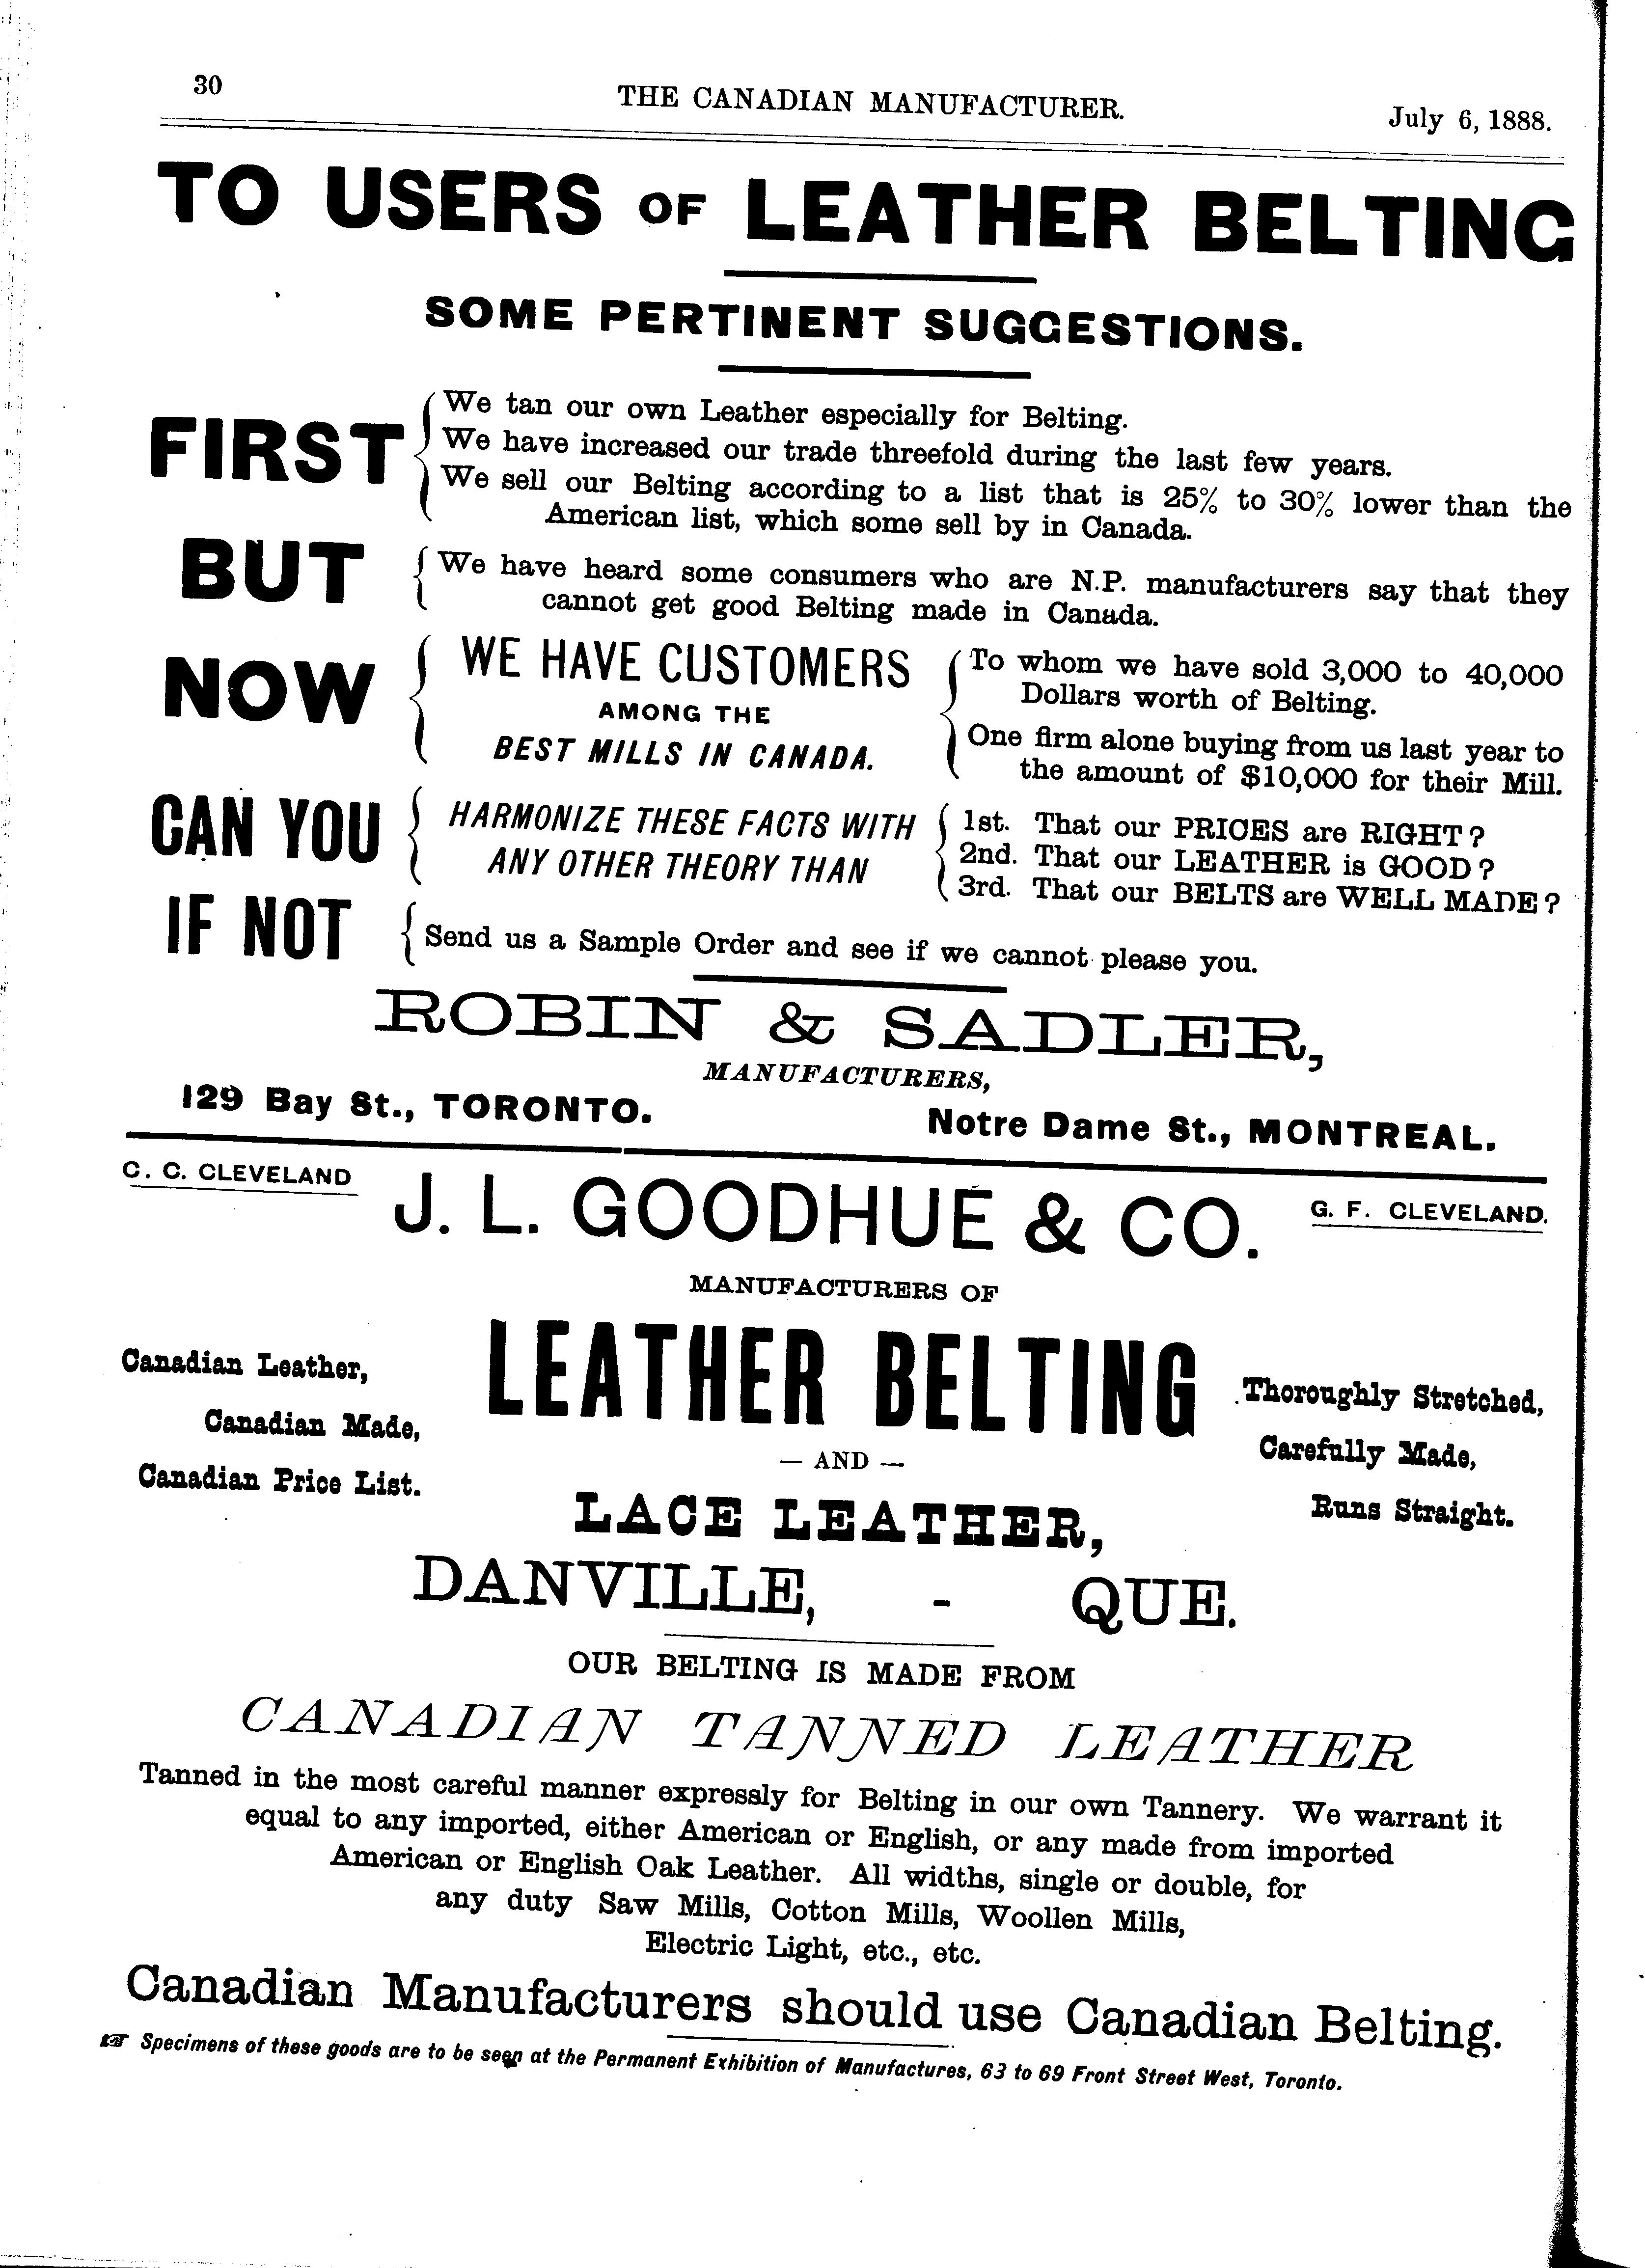 30
THE CANADIAN MANUFACTURER.
July 6, 1888.
TO USERS OF LEATHER BELTING
SOME PERTINENT SUGGESTIONS.
FIRST
We tan our own Leather especially for Belting.
We have increased our trade threefold during the last few years.
We sell our Belting according to a list that is 25% to 30% lower than the
American list, which some sell by in Canada.
BUT
We have heard some consumers who are N.P. manufacturers say that they
cannot get good Belting made in Canada.
NOW
WE HAVE CUSTOMERS
AMONG THE
BEST MILLS IN CANADA.
To whom we have sold 3,000 to 40,000
Dollars worth of Belting.
One firm alone buying from us last year to
the amount of $10,000 for their Mill.
CAN YOU
HARMONIZE THESE FACTS WITH
ANY OTHER THEORY THAN
1st. That our PRICES are RIGHT?
2nd. That our LEATHER is GOOD?
3rd. That our BELTS are WELL MADE?
IF NOT
Send us a Sample Order and see if we cannot please you.
ROBIN & SADLER,
MANUFACTURERS,
129 Bay St., TORONTO.
Notre Dame St., MONTREAL.
C. C. CLEVELAND
J. L. GOODHUE & CO.
G. F. CLEVELAND.
MANUFACTURERS OF
LEATHER BELTING
Canadian Leather,
Canadian Made,
Canadian Price List.
Thoroughly Stretched,
Carefully Made,
Runs Straight.
— AND —
LACE LEATHER,
DANVILLE, - QUE.
OUR BELTING IS MADE FROM
CANADIAN TANNED LEATHER
Tanned in the most careful manner expressly for Belting in our own Tannery. We warrant it
equal to any imported, either American or English, or any made from imported
American or English Oak Leather. All widths, single or double, for
any duty Saw Mills, Cotton Mills, Woollen Mills,
Electric Light, etc., etc.
Canadian Manufacturers should use Canadian Belting.
☞ Specimens of these goods are to be seen at the Permanent Exhibition of Manufactures, 63 to 69 Front Street West, Toronto.